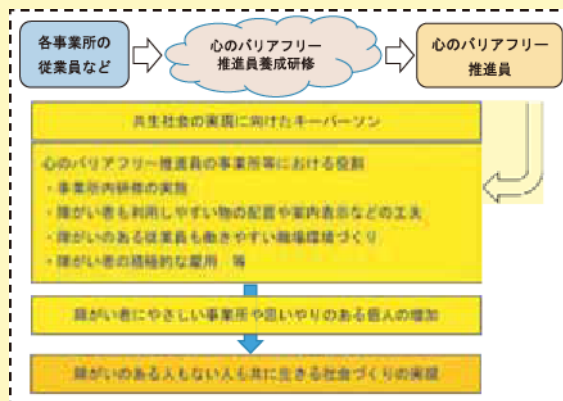 各事業所の
従業員など
心のバリアフリー
推進員養成研修
心のバリアフリー
推進員
共生社会の実現に向けたキーパーソン
心のバリアフリー推進員の事業所等における役割
・事業所内研修の実施
・障がい者も利用しやすい物の配置や案内表示などの工夫
・障がいのある従業員も働きやすい職場環境づくり
・障がい者の積極的な雇用　等
障がい者にやさしい事業所や思いやりのある個人の増加
障がいのある人もない人も共に生きる社会づくりの実現